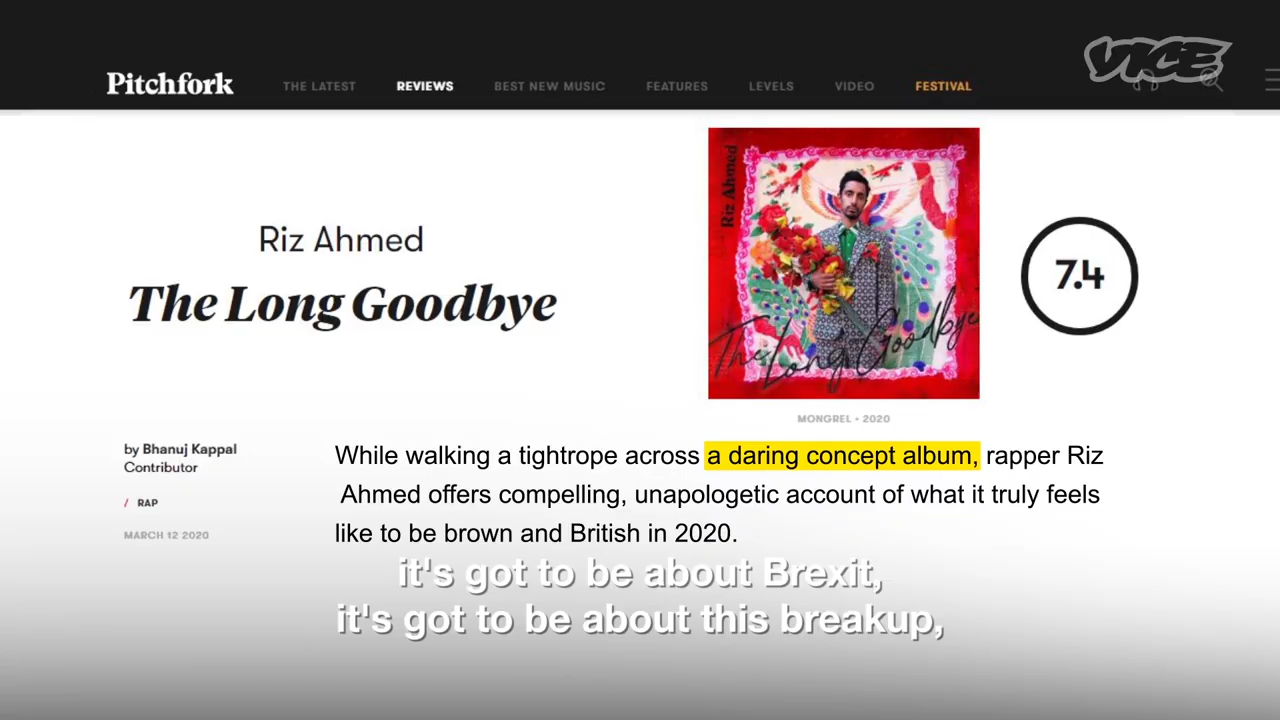 VICE
Pitchfork THE LATEST REVIEWS BEST NEW MUSIC FEATURES LEVELS VIDEO FESTIVAL
Riz Ahmed
The Long Goodbye
Riz Ahmed
The Long Goodbye
7.4
MONGREL • 2020
by Bhanuj Kappal
Contributor
/ RAP
MARCH 12 2020
While walking a tightrope across a daring concept album, rapper Riz
Ahmed offers compelling, unapologetic account of what it truly feels
like to be brown and British in 2020.
it's got to be about Brexit,
it's got to be about this breakup,